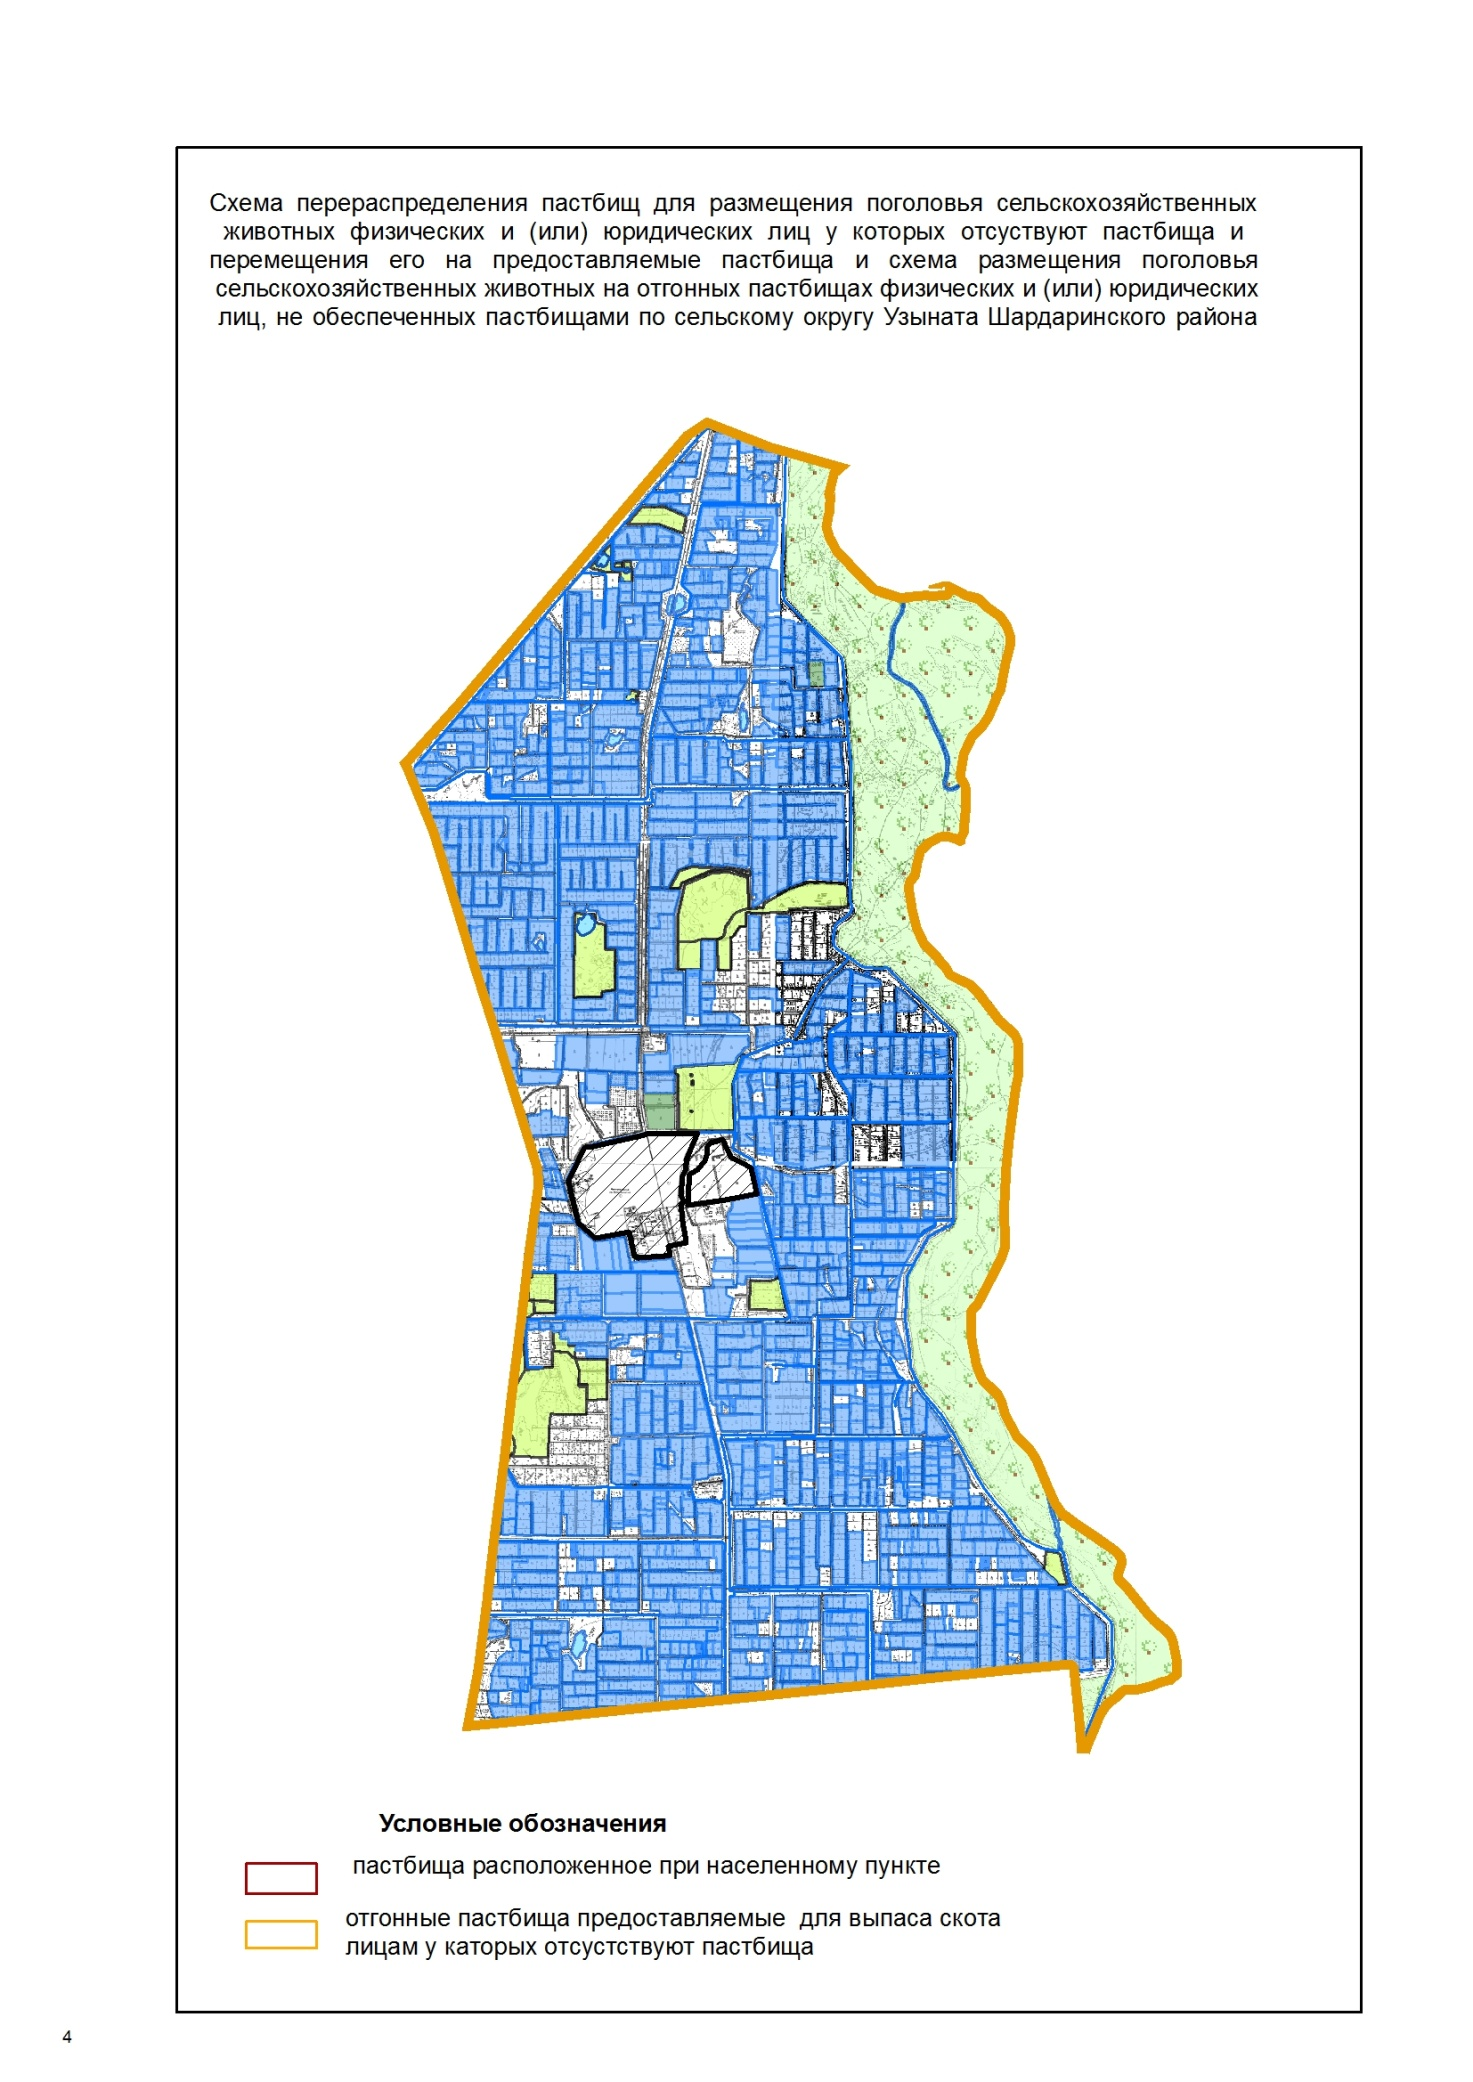 Схема перераспределения пастбищ для размещения поголовья сельскохозяйственных
животных физических и (или) юридических лиц у которых отсуствуют пастбища и
перемещения его на предоставляемые пастбища и схема размещения поголовья
сельскохозяйственных животных на отгонных пастбищах физических и (или) юридических
лиц, не обеспеченных пастбищами по сельскому округу Узыната Шардаринского района
Условные обозначения
пастбища расположенное при населенному пункте
отгонные пастбища предоставляемые для выпаса скота
лицам у каторых отсустствуют пастбища
4